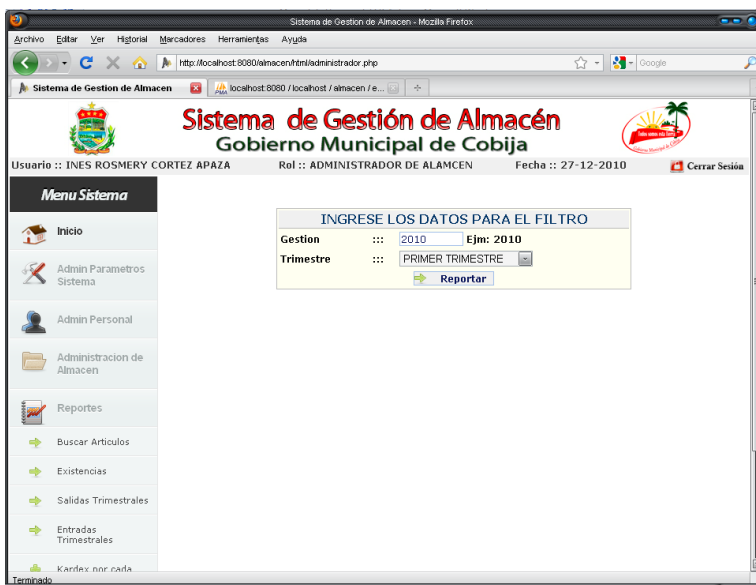 Sistema de Gestion de Almacen - Mozilla Firefox
Archivo Editar Ver Historial Marcadores Herramientas Ayuda
http://localhost:8080/almacen/html/administrador.php
Google
Sistema de Gestion de Almacen
localhost:8080 / localhost / almacen / e...
Sistema de Gestión de Almacén
Gobierno Municipal de Cobija
Usuario :: INES ROSMERY CORTEZ APAZA Rol :: ADMINISTRADOR DE ALAMCEN Fecha :: 27-12-2010 Cerrar Sesión
Menu Sistema
Inicio
Admin Parametros
Sistema
Admin Personal
Administracion de
Almacen
Reportes
Buscar Articulos
Existencias
Salidas Trimestrales
Entradas
Trimestrales
Kardex por cada
INGRESE LOS DATOS PARA EL FILTRO
Gestion ::: 2010 Ejm: 2010
Trimestre ::: PRIMER TRIMESTRE
Reportar
Terminado